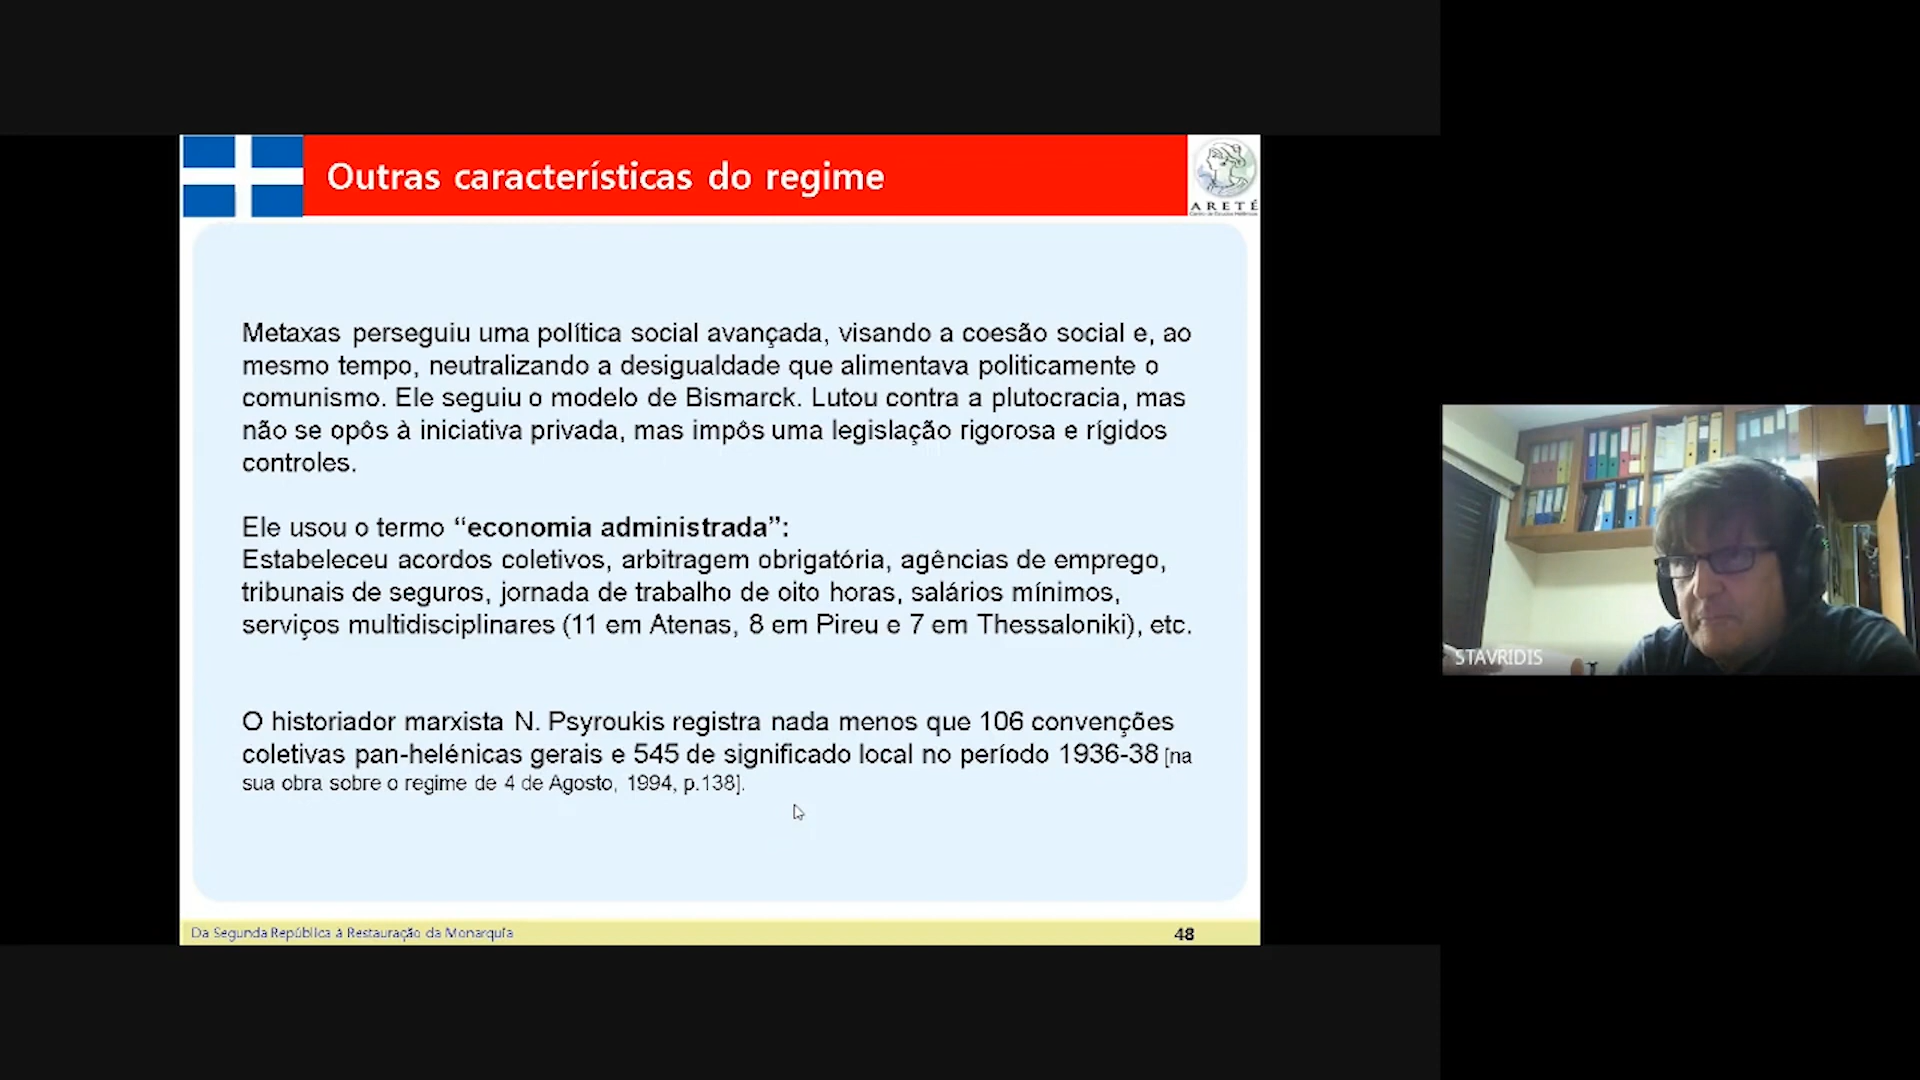 Outras características do regime
ARETÉ
Centro de Estudos Helênicos
Metaxas perseguiu uma política social avançada, visando a coesão social e, ao
mesmo tempo, neutralizando a desigualdade que alimentava politicamente o
comunismo. Ele seguiu o modelo de Bismarck. Lutou contra a plutocracia, mas
não se opôs à iniciativa privada, mas impôs uma legislação rigorosa e rígidos
controles.
Ele usou o termo “economia administrada”:
Estabeleceu acordos coletivos, arbitragem obrigatória, agências de emprego,
tribunais de seguros, jornada de trabalho de oito horas, salários mínimos,
serviços multidisciplinares (11 em Atenas, 8 em Pireu e 7 em Thessaloniki), etc.
O historiador marxista N. Psyroukis registra nada menos que 106 convenções
coletivas pan-helénicas gerais e 545 de significado local no período 1936-38 [na
sua obra sobre o regime de 4 de Agosto, 1994, p.138].
STAVRIDIS
Da Segunda República à Restauração da Monarquia
48